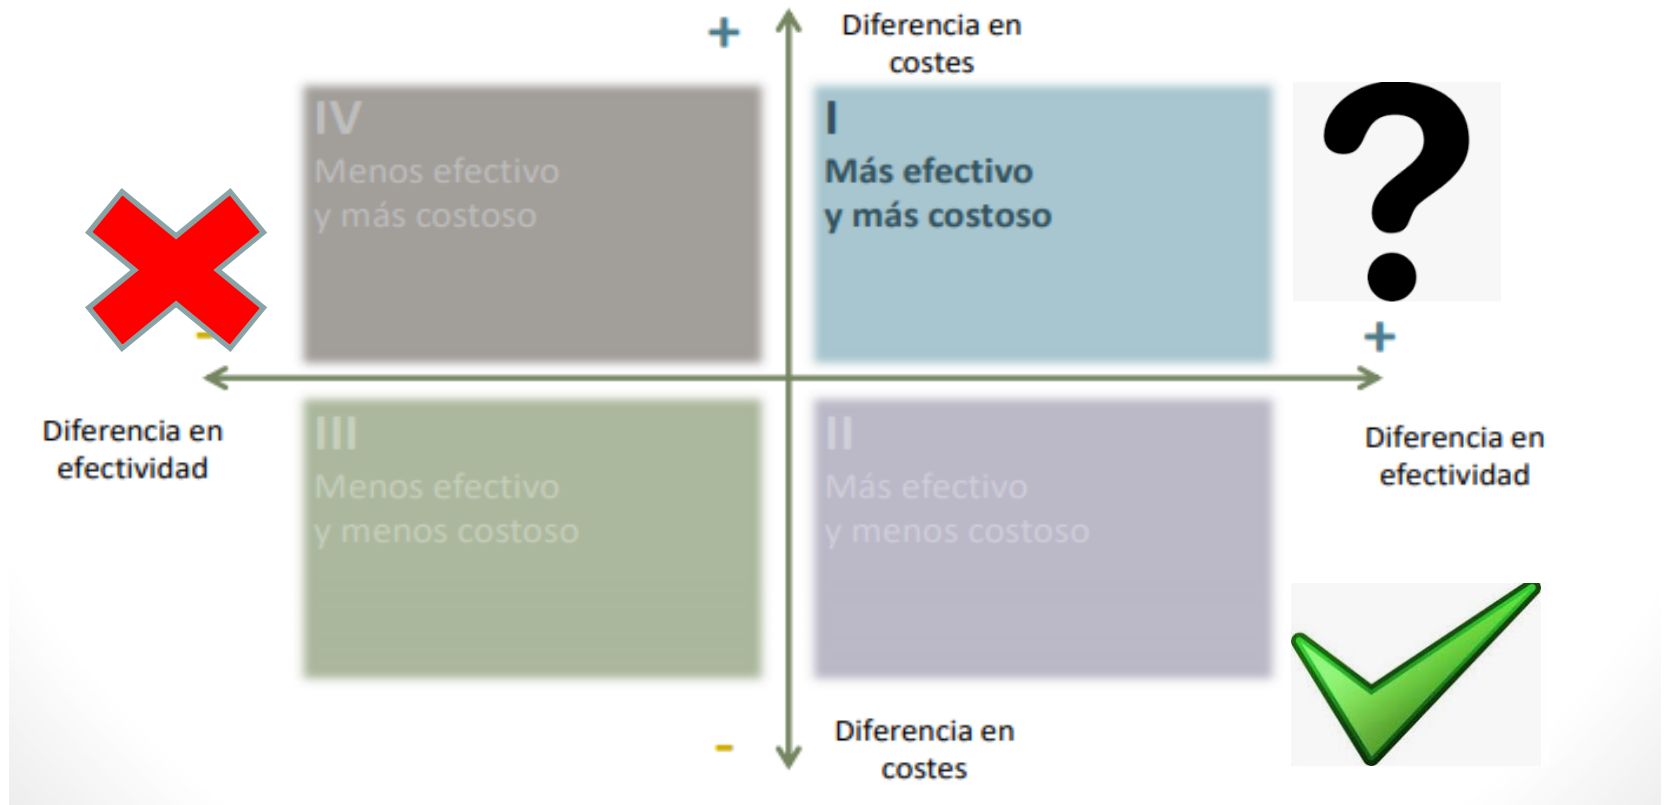 +
Diferencia en
costes
IV
Menos efectivo
y más costoso
I
Más efectivo
y más costoso
?
-
+
Diferencia en
efectividad
Diferencia en
efectividad
III
Menos efectivo
y menos costoso
II
Más efectivo
y menos costoso
-
Diferencia en
costes